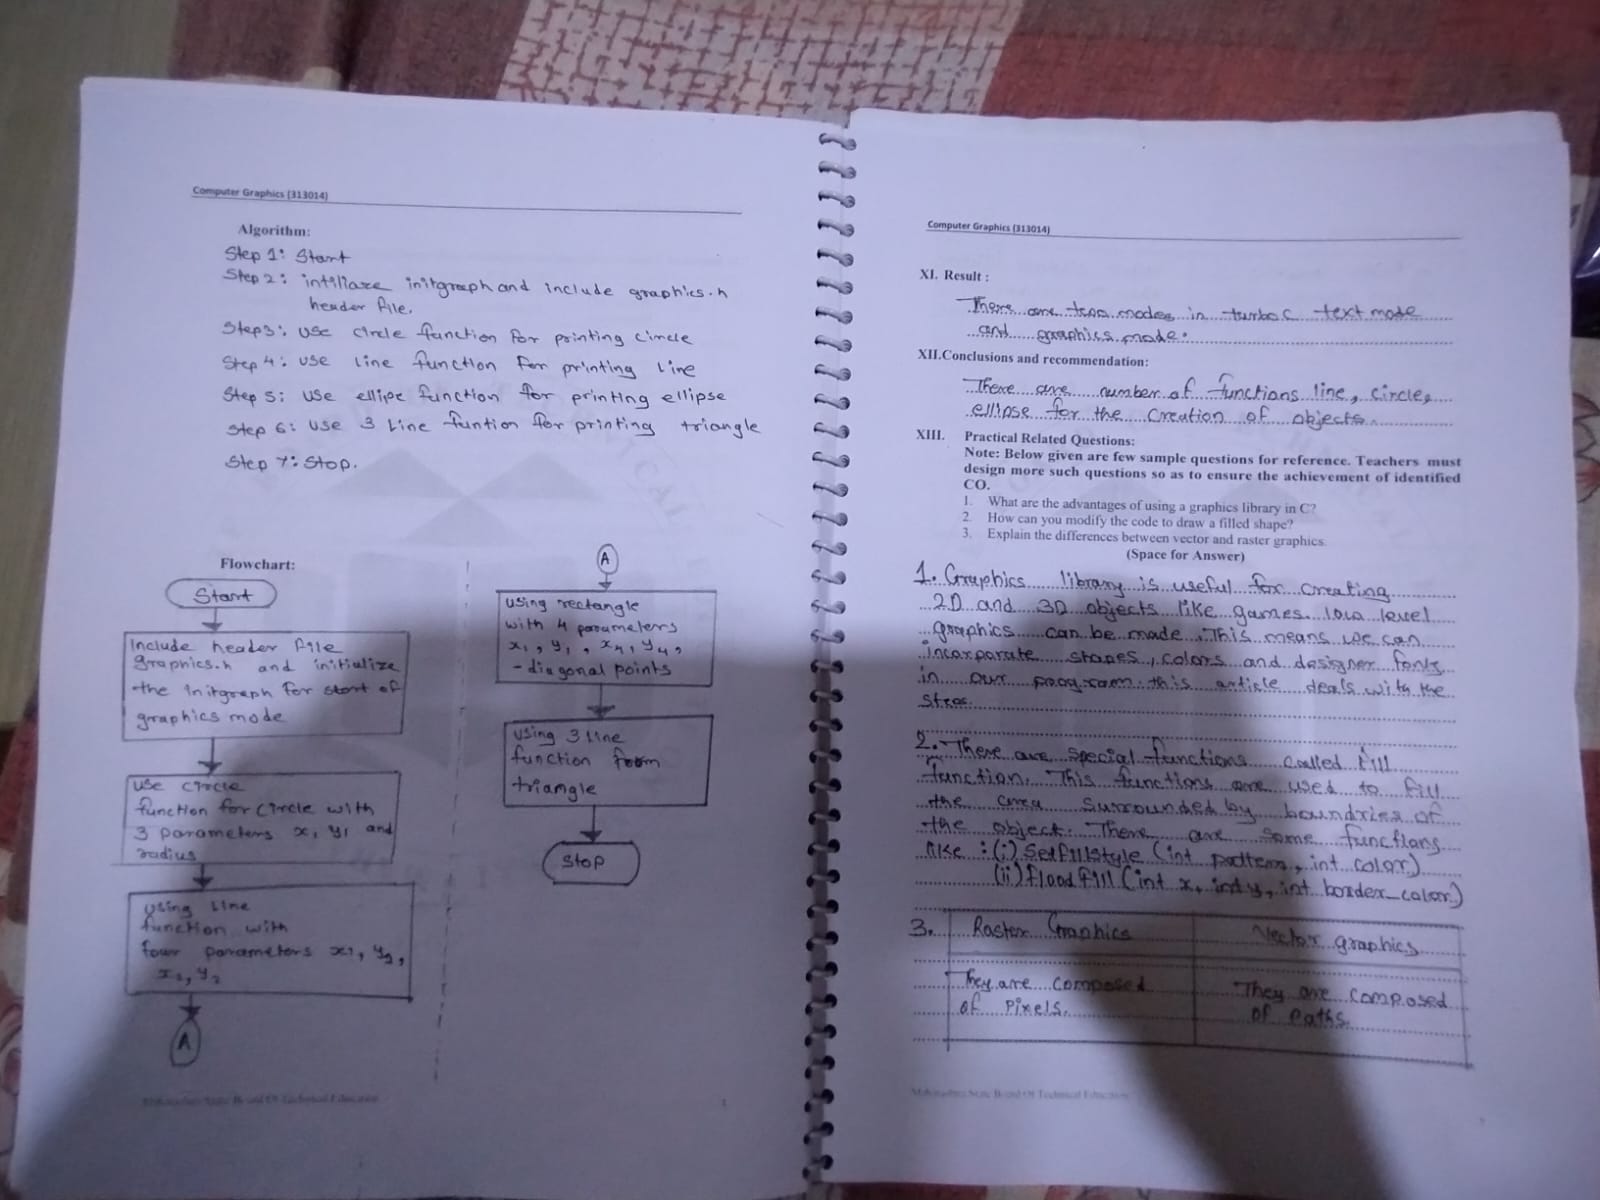 Computer Graphics (313014)
Algorithm:
Step 1: Start
Step 2: intiliaze initgraph and include graphics.h
header file.
Step3: use circle function for printing circle
Step 4: use line function for printing line
Step 5: use ellipe function for printing ellipse
Step 6: use 3 line funtion for printing triangle
Step 7: Stop.
Flowchart:
Start
Include header file
graphics.h and initialize
the initgraph for start of
graphics mode
use circle
function for circle with
3 parameters x, y, and
radius
using line
function with
four parameters x1, y2,
x2, y2
A
A
using rectangle
with 4 parameters
x1, y1, x4, y4,
- diagonal points
using 3 line
function from
triamgle
Stop
Maharashtra State Board Of Technical Education
Computer Graphics (313014)
XI. Result :
There are two modes in turbo C text mode
and graphics mode.
XII.Conclusions and recommendation:
There are number of functions line, circle,
ellipse for the creation of objects.
XIII. Practical Related Questions:
Note: Below given are few sample questions for reference. Teachers must
design more such questions so as to ensure the achievement of identified
CO.
1. What are the advantages of using a graphics library in C?
2. How can you modify the code to draw a filled shape?
3. Explain the differences between vector and raster graphics.
(Space for Answer)
1. Graphics library is useful for creating
2D and 3D objects like games. low level
graphics can be made. This means we can
incorparate shapes, colors and designer fonts
in our program. this article deals with the
2. There are special functions called fill
function. This functions are used to fill
the area surrounded by boundries of
the object. There are some functions
like : (i) Setfillstyle (int pattern, int color)
(ii) flood fill (int x, int y, int border_color)
3. Raster Graphics Vector graphics
They are composed They are composed
of Pixels. of Paths.
Maharashtra State Board Of Technical Education